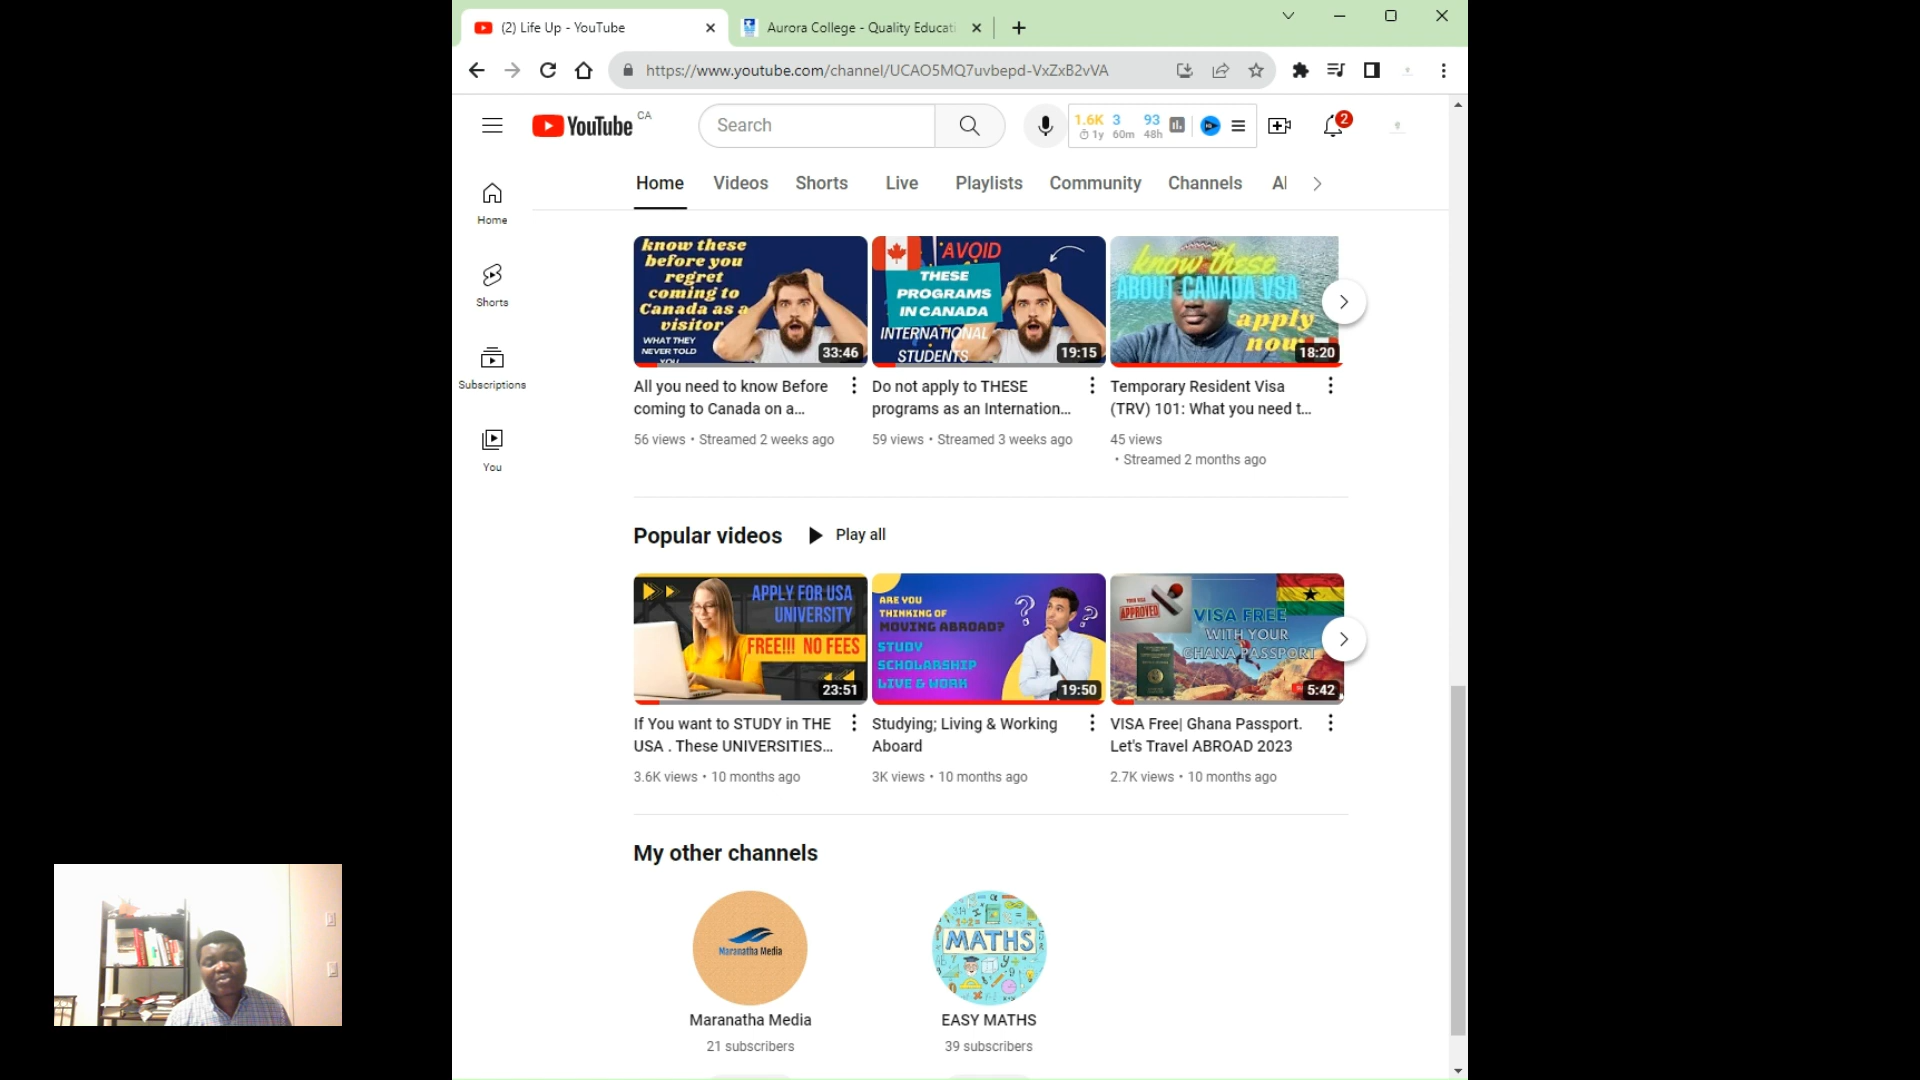 (2) Life Up - YouTube
Aurora College - Quality Educati
https://www.youtube.com/channel/UCAO5MQ7uvbepd-VxZxB2vVA
YouTube CA
Search
1.6K 3 93
1y 60m 48h
2
Home
Shorts
Subscriptions
You
Home Videos Shorts Live Playlists Community Channels Al
know these
before you
regret
coming to
Canada as a
visitor
WHAT THEY
NEVER TOLD
YOU
33:46
AVOID
THESE
PROGRAMS
IN CANADA
INTERNATIONAL
STUDENTS
19:15
know these
ABOUT CANADA VSA
apply
now
18:20
All you need to know Before
coming to Canada on a...
56 views • Streamed 2 weeks ago
Do not apply to THESE
programs as an Internation...
59 views • Streamed 3 weeks ago
Temporary Resident Visa
(TRV) 101: What you need t...
45 views
• Streamed 2 months ago
Popular videos Play all
APPLY FOR USA
UNIVERSITY
FREE!!! NO FEES
23:51
ARE YOU
THINKING OF
MOVING ABROAD?
STUDY
SCHOLARSHIP
LIVE & WORK
19:50
APPROVED
VISA FREE
WITH YOUR
GHANA PASSPORT
5:42
If You want to STUDY in THE
USA . These UNIVERSITIES...
3.6K views • 10 months ago
Studying; Living & Working
Aboard
3K views • 10 months ago
VISA Free| Ghana Passport.
Let's Travel ABROAD 2023
2.7K views • 10 months ago
My other channels
Maranatha Media
MATHS
Maranatha Media
21 subscribers
EASY MATHS
39 subscribers